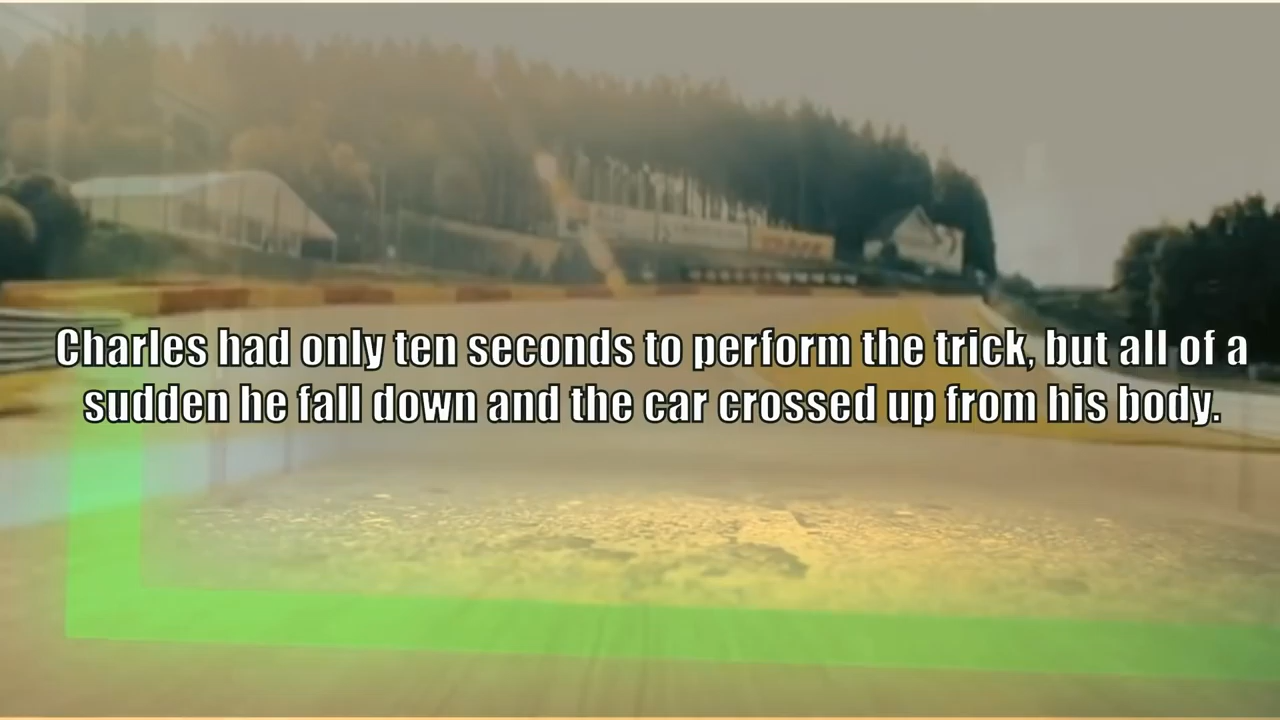 Charles had only ten seconds to perform the trick, but all of a
sudden he fall down and the car crossed up from his body.